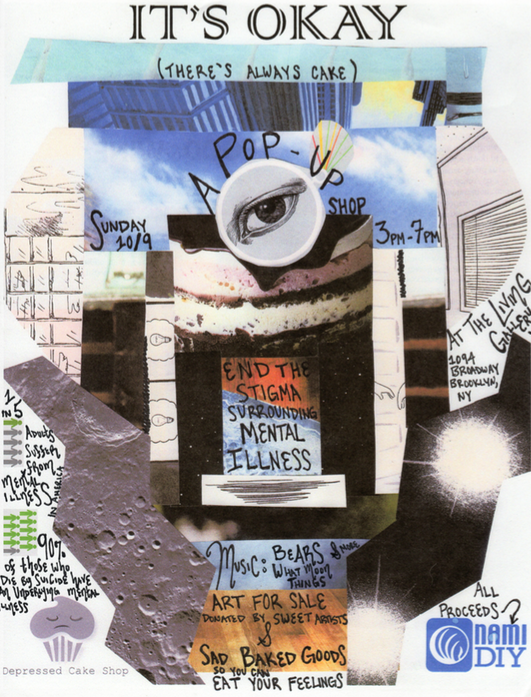 IT'S OKAY
(THERE'S ALWAYS CAKE)
A POP-UP
SHOP
SUNDAY
10/9
3PM-7PM
AT THE LIVING
GALLERY
1094
BROADWAY
BROOKLYN,
NY
END THE
STIGMA
SURROUNDING
MENTAL
ILLNESS
1
IN 5
ADULTS
SUFFER
FROM
MENTAL
ILLNESS
IN AMERICA
90%
OF THOSE WHO
DIE BY SUICIDE HAVE
AN UNDERLYING MENTAL
ILLNESS
Depressed Cake Shop
MUSIC: BEARS & MORE
WHAT MOON
THINGS
ART FOR SALE
DONATED BY SWEET ARTISTS
&
SAD BAKED GOODS
SO YOU CAN
EAT YOUR FEELINGS
ALL
PROCEEDS
NAMI
DIY